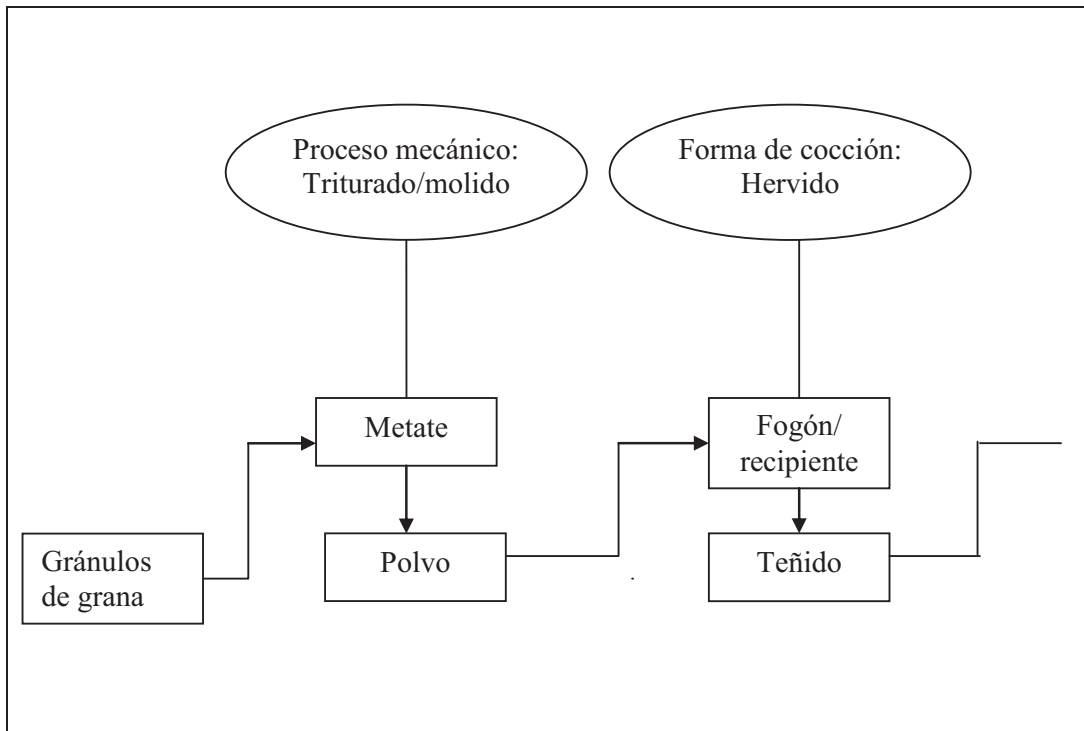 Proceso mecánico:
Triturado/molido
Forma de cocción:
Hervido
Metate
Fogón/
recipiente
Gránulos
de grana
Polvo
Teñido